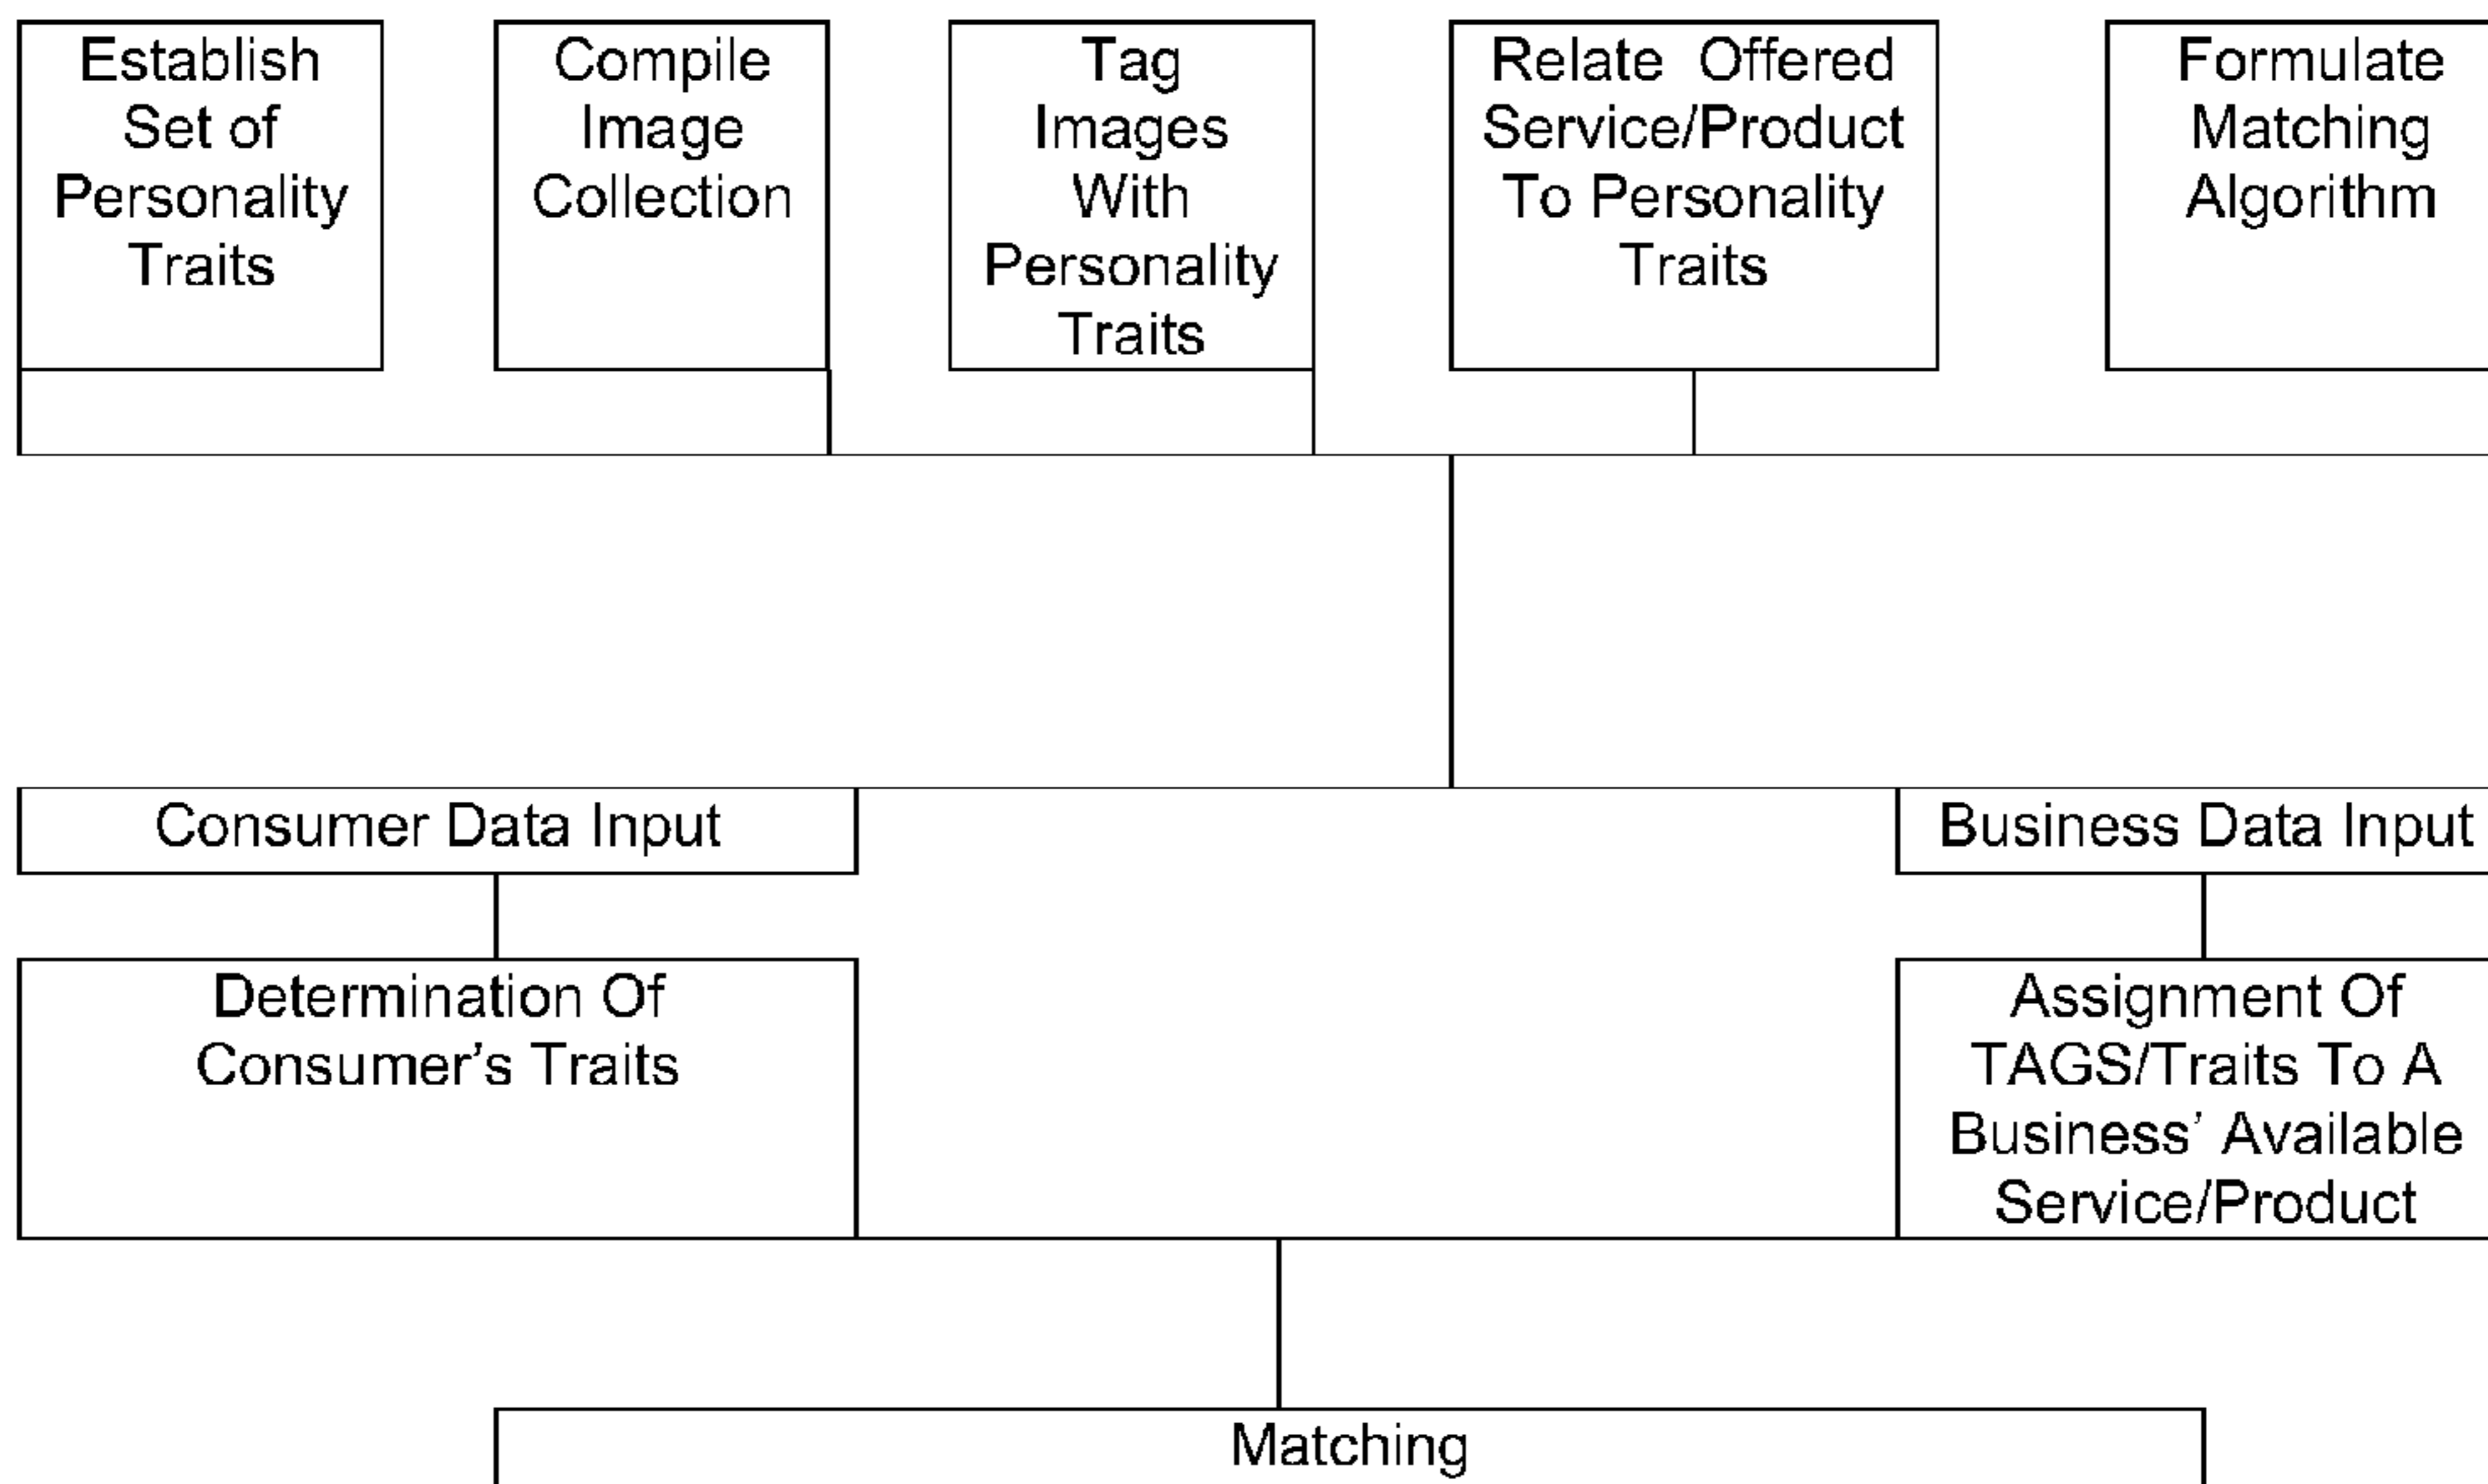 Establish
Set of
Personality
Traits
Compile
Image
Collection
Tag
Images
With
Personality
Traits
Relate Offered
Service/Product
To Personality
Traits
Formulate
Matching
Algorithm
Consumer Data Input
Business Data Input
Determination Of
Consumer's Traits
Assignment Of
TAGS/Traits To A
Business' Available
Service/Product
Matching